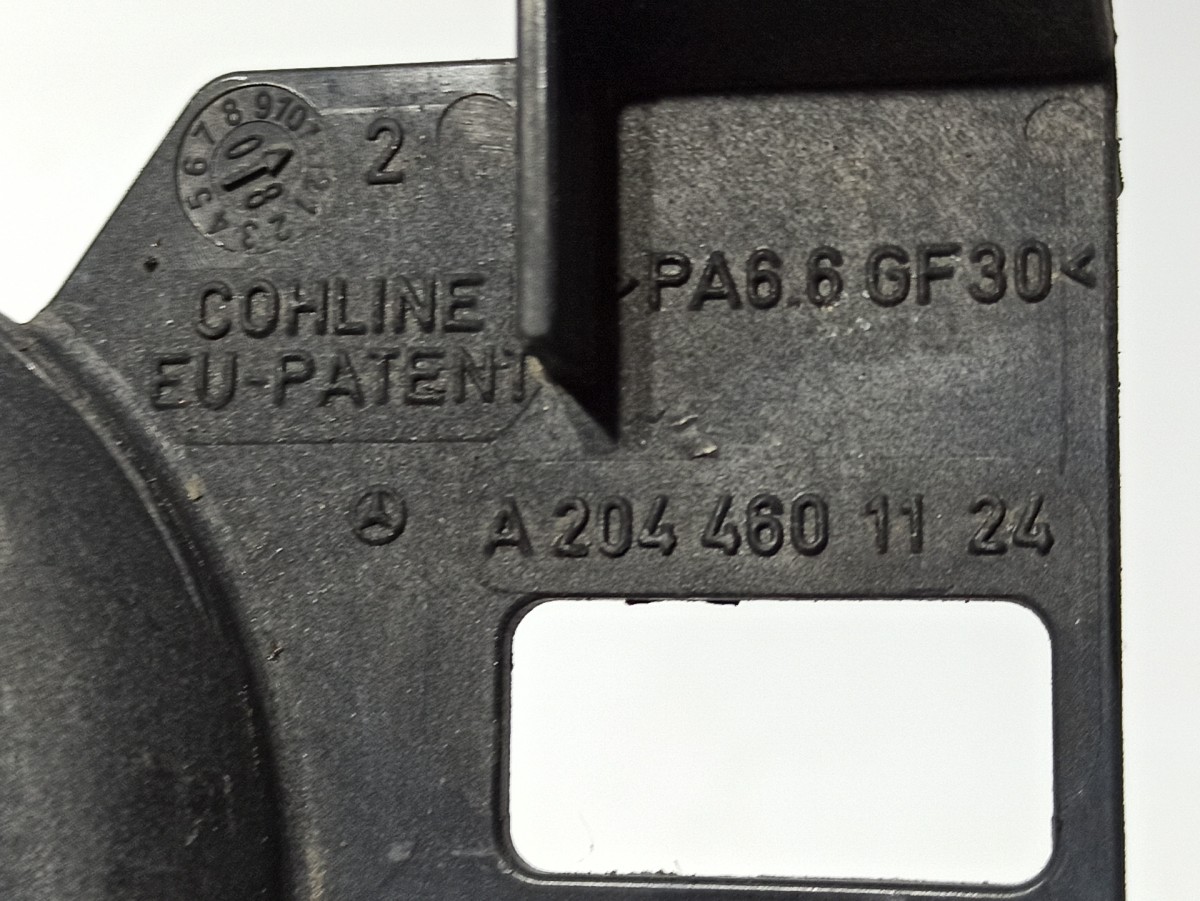 2
COHLINE
EU-PATENT
>PA6.6 GF30<
A 204 460 11 24